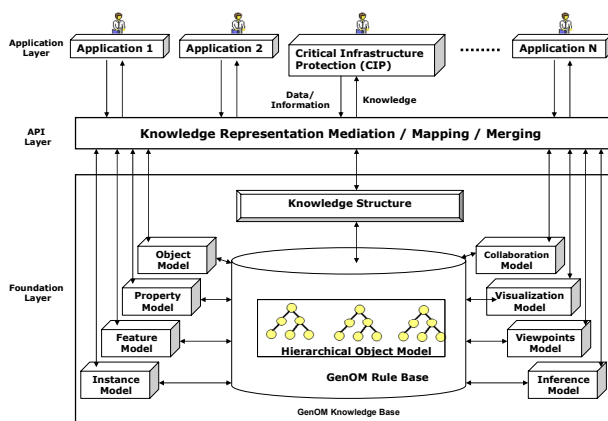 Application
Layer
Application 1
Application 2
Critical Infrastructure
Protection (CIP)
Application N
Data/
Information
Knowledge
API
Layer
Knowledge Representation Mediation / Mapping / Merging
Knowledge Structure
Object
Model
Collaboration
Model
Foundation
Layer
Property
Model
Visualization
Model
Feature
Model
Hierarchical Object Model
Viewpoints
Model
Instance
Model
GenOM Rule Base
Inference
Model
GenOM Knowledge Base